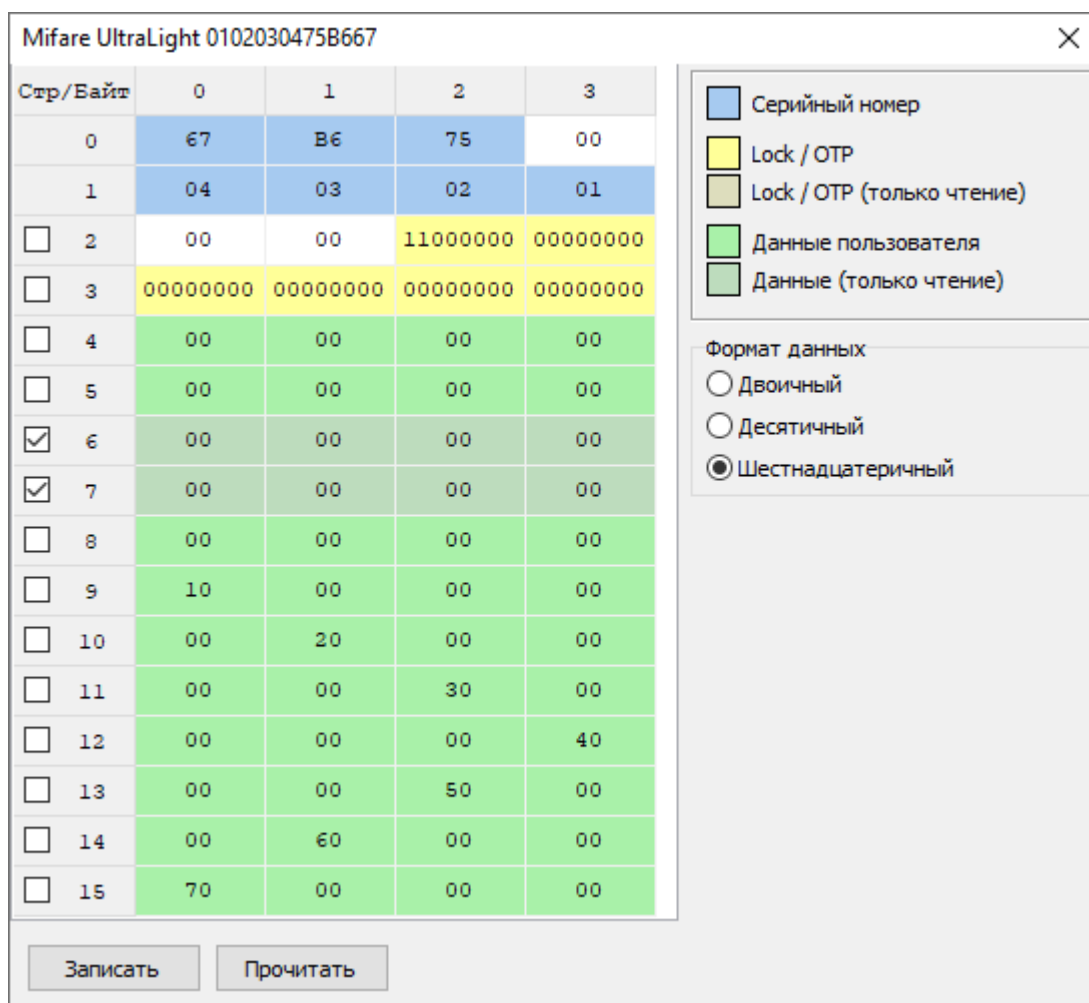 Mifare UltraLight 0102030475B667
Стр/Байт 0 1 2 3
0 67 B6 75 00
1 04 03 02 01
2 00 00 11000000 00000000
3 00000000 00000000 00000000 00000000
4 00 00 00 00
5 00 00 00 00
6 00 00 00 00
7 00 00 00 00
8 00 00 00 00
9 10 00 00 00
10 00 20 00 00
11 00 00 30 00
12 00 00 00 40
13 00 00 50 00
14 00 60 00 00
15 70 00 00 00
Записать Прочитать
Серийный номер
Lock / OTP
Lock / OTP (только чтение)
Данные пользователя
Данные (только чтение)
Формат данных
Двоичный
Десятичный
Шестнадцатеричный